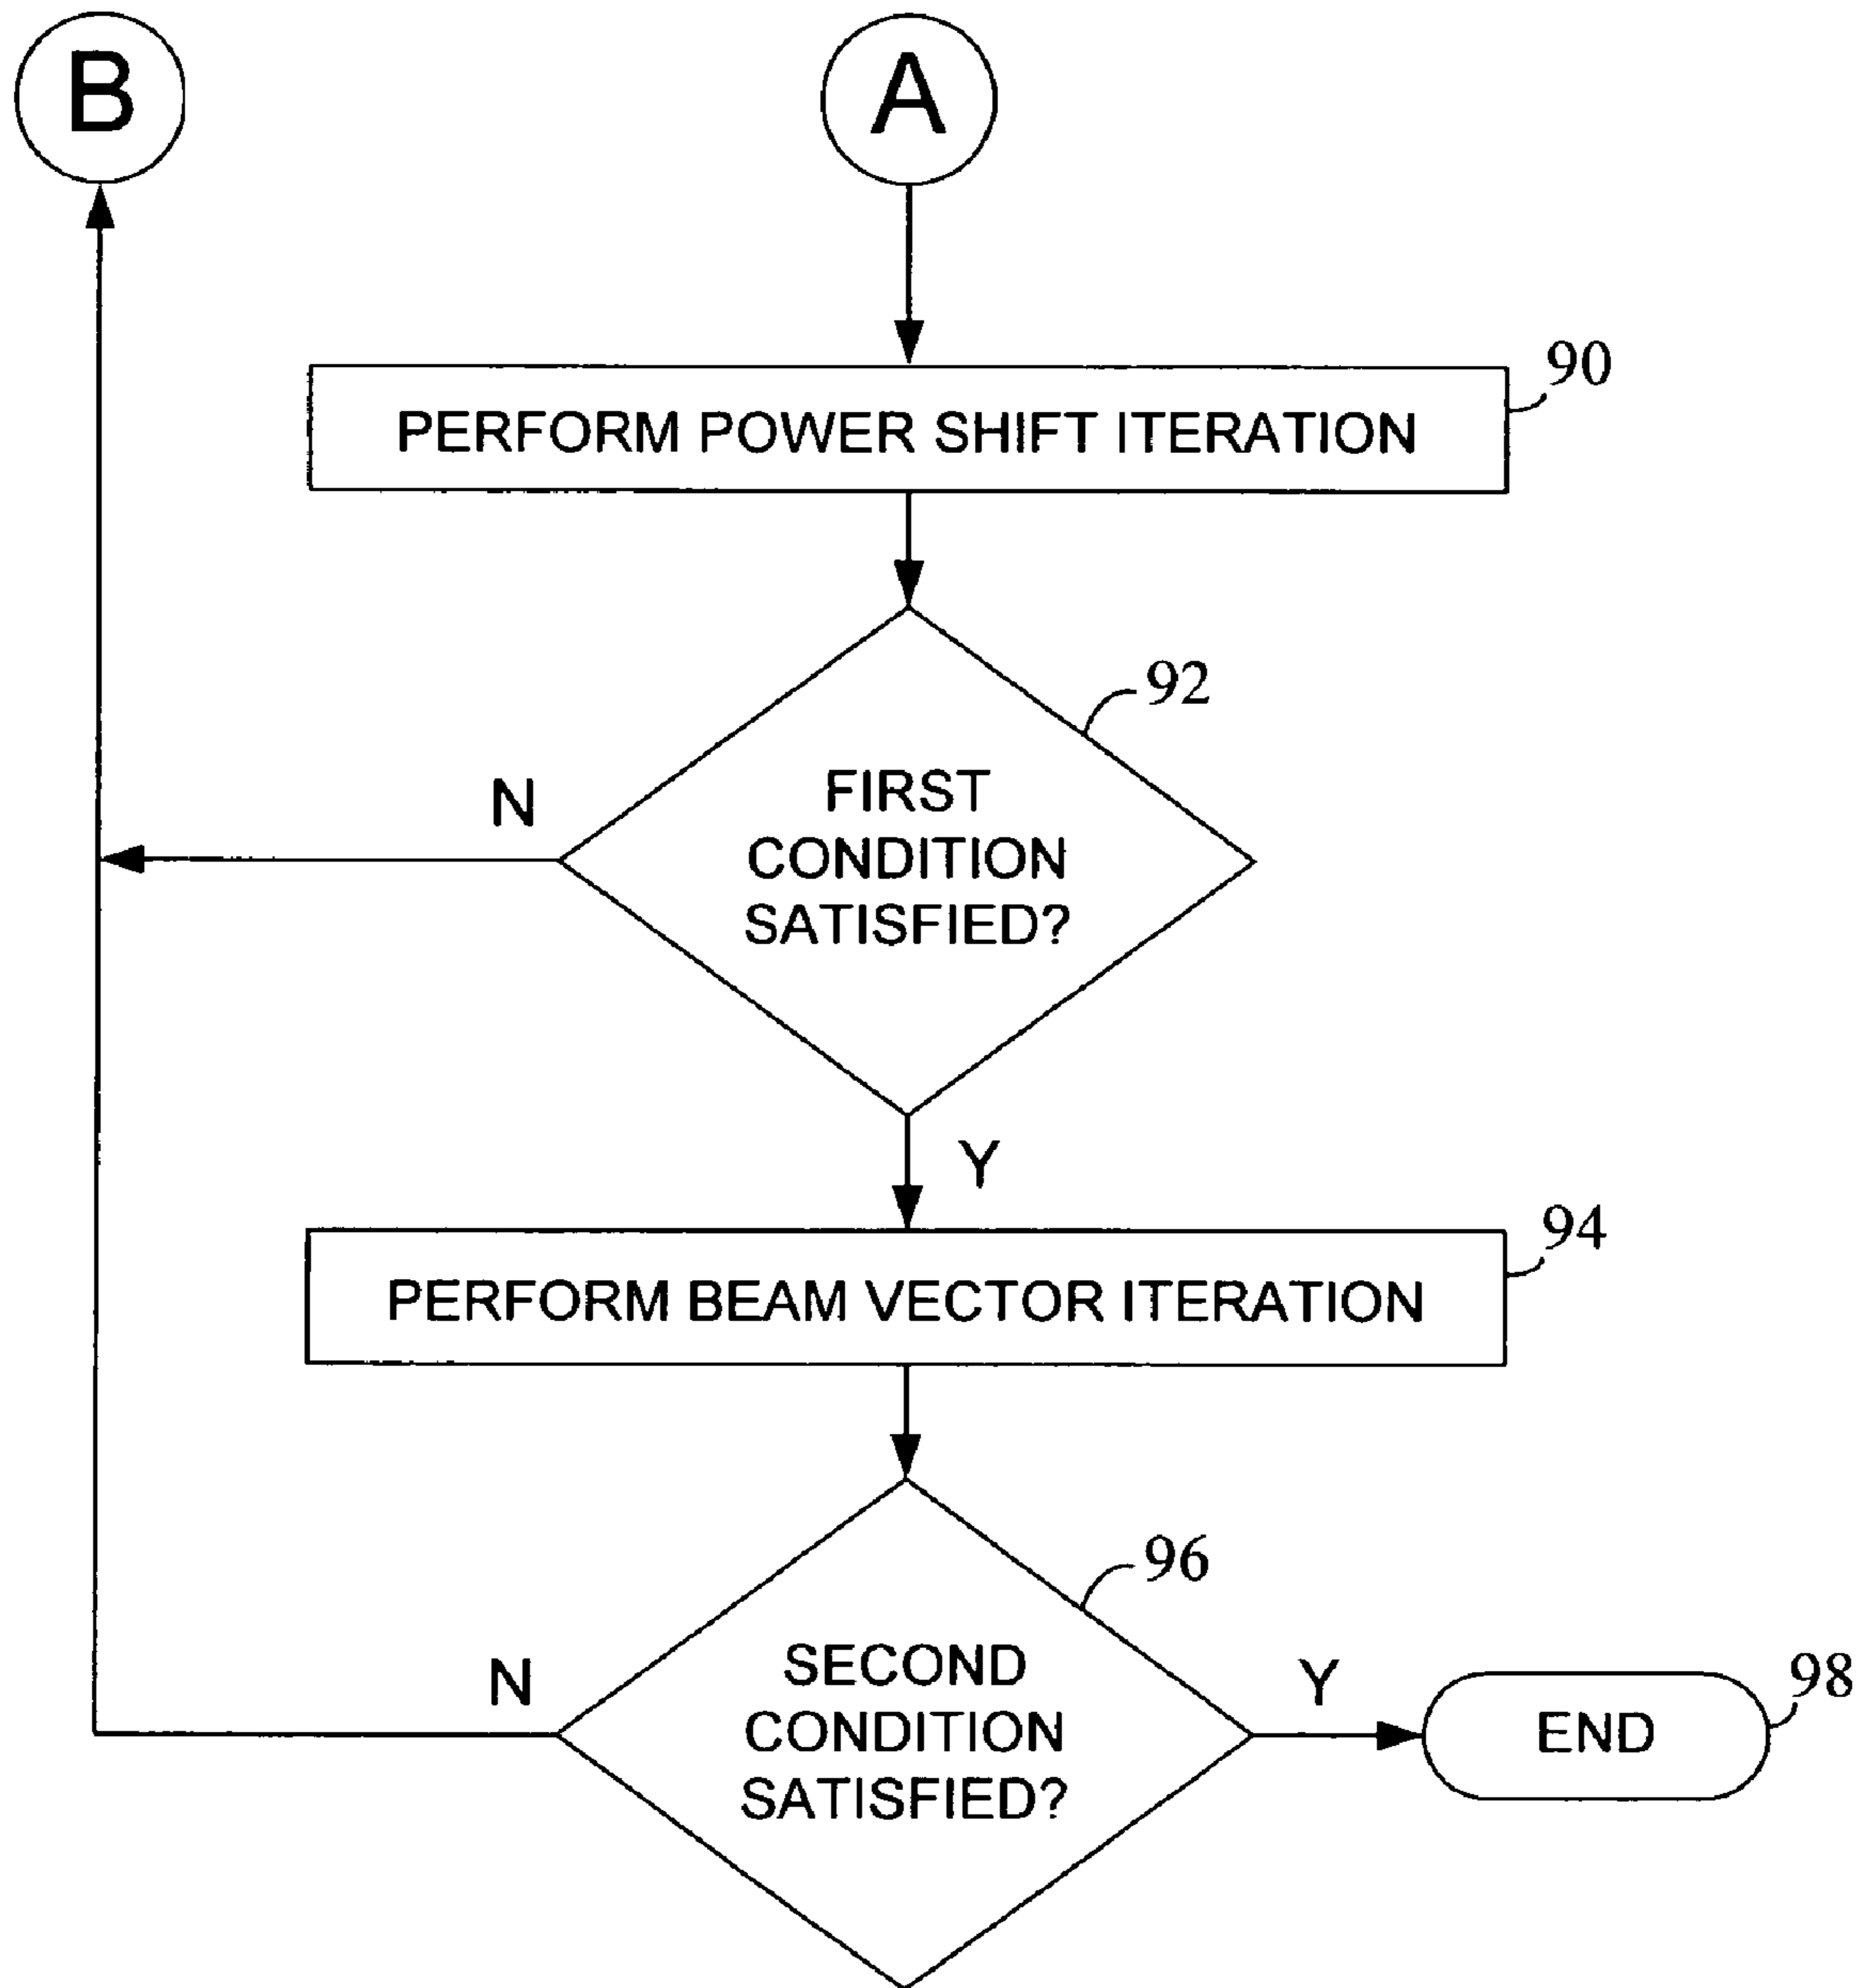 B
A
90
PERFORM POWER SHIFT ITERATION
92
N
FIRST
CONDITION
SATISFIED?
Y
94
PERFORM BEAM VECTOR ITERATION
96
N
SECOND
CONDITION
SATISFIED?
Y
98
END